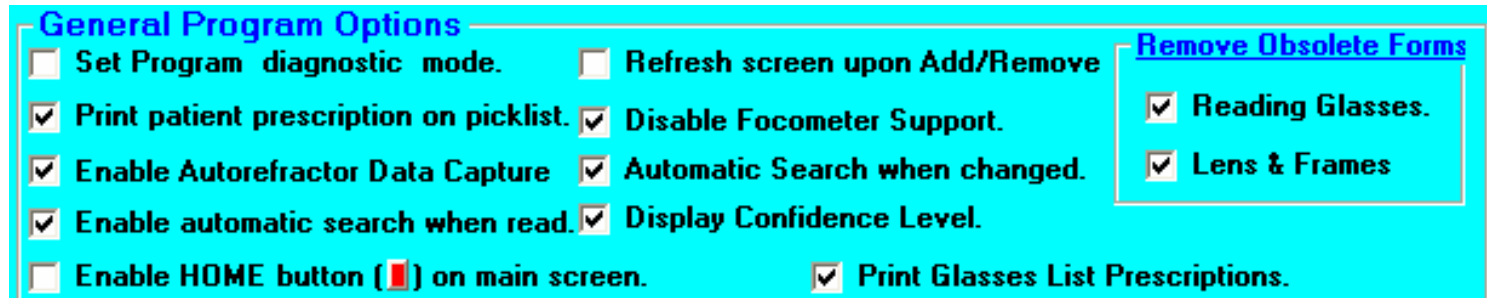 General Program Options
Set Program diagnostic mode.
Refresh screen upon Add/Remove
Remove Obsolete Forms
Print patient prescription on picklist.
Disable Focometer Support.
Reading Glasses.
Enable Autorefractor Data Capture
Automatic Search when changed.
Lens & Frames
Enable automatic search when read.
Display Confidence Level.
Enable HOME button ( ) on main screen.
Print Glasses List Prescriptions.